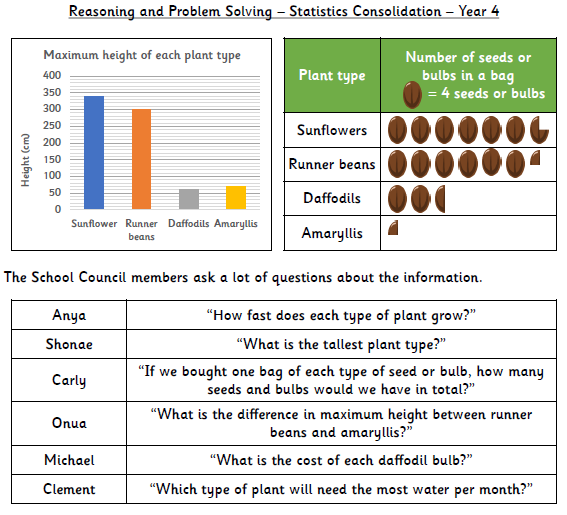 Reasoning and Problem Solving – Statistics Consolidation – Year 4
Maximum height of each plant type
400
350
300
250
200
150
100
50
0
Height (cm)
Sunflower Runner beans Daffodils Amaryllis
Plant type
Number of seeds or
bulbs in a bag
= 4 seeds or bulbs
Sunflowers
Runner beans
Daffodils
Amaryllis
The School Council members ask a lot of questions about the information.
Anya
“How fast does each type of plant grow?”
Shonae
“What is the tallest plant type?”
Carly
“If we bought one bag of each type of seed or bulb, how many
seeds and bulbs would we have in total?”
Onua
“What is the difference in maximum height between runner
beans and amaryllis?”
Michael
“What is the cost of each daffodil bulb?”
Clement
“Which type of plant will need the most water per month?”